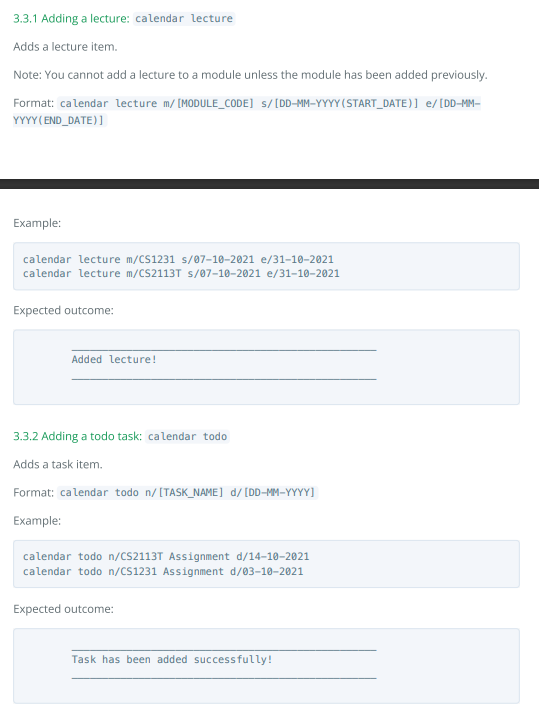 3.3.1 Adding a lecture: calendar lecture
Adds a lecture item.
Note: You cannot add a lecture to a module unless the module has been added previously.
Format: calendar lecture m/[MODULE_CODE] s/[DD-MM-YYYY(START_DATE)] e/[DD-MM-
YYYY(END_DATE)]
Example:
calendar lecture m/CS1231 s/07-10-2021 e/31-10-2021
calendar lecture m/CS2113T s/07-10-2021 e/31-10-2021
Expected outcome:
Added lecture!
3.3.2 Adding a todo task: calendar todo
Adds a task item.
Format: calendar todo n/[TASK_NAME] d/[DD-MM-YYYY]
Example:
calendar todo n/CS2113T Assignment d/14-10-2021
calendar todo n/CS1231 Assignment d/03-10-2021
Expected outcome:
Task has been added successfully!